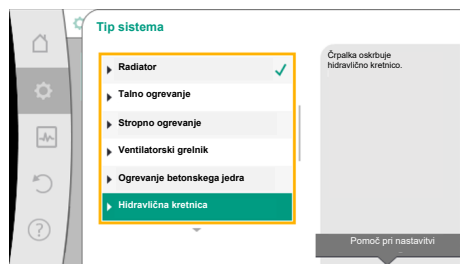 Tip sistema
Radiator
Talno ogrevanje
Stropno ogrevanje
Ventilatorski grelnik
Ogrevanje betonskega jedra
Hidravlična kretnica
Črpalka oskrbuje
hidravlično kretnico.
Pomoč pri nastavitvi